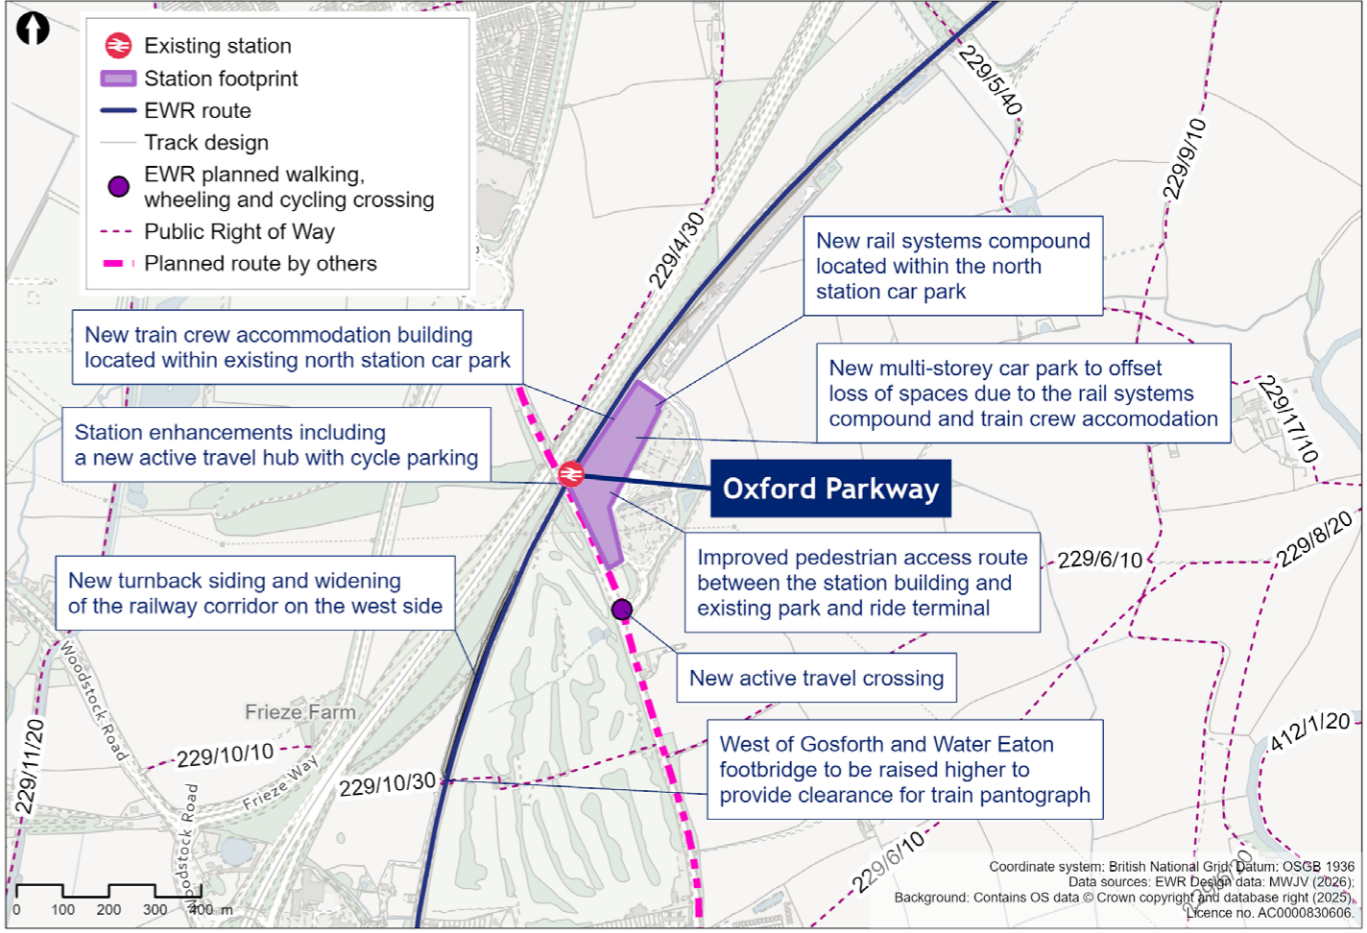 Existing station
Station footprint
EWR route
Track design
EWR planned walking,
wheeling and cycling crossing
Public Right of Way
Planned route by others
229/5/40
229/9/10
229/4/30
New rail systems compound
located within the north
station car park
New train crew accommodation building
located within existing north station car park
New multi-storey car park to offset
loss of spaces due to the rail systems
compound and train crew accomodation
229/17/10
Station enhancements including
a new active travel hub with cycle parking
Oxford Parkway
229/8/20
229/6/10
Improved pedestrian access route
between the station building and
existing park and ride terminal
New turnback siding and widening
of the railway corridor on the west side
Woodstock Road
New active travel crossing
Frieze Farm
229/11/20
229/10/10
Frieze Way
229/10/30
412/1/20
West of Gosforth and Water Eaton
footbridge to be raised higher to
provide clearance for train pantograph
Woodstock Road
229/6/10
0 100 200 300 400 m
Coordinate system: British National Grid; Datum: OSGB 1936
Data sources: EWR Design data: MWJV (2026);
Background: Contains OS data © Crown copyright and database right (2025)
Licence no. AC0000830606.